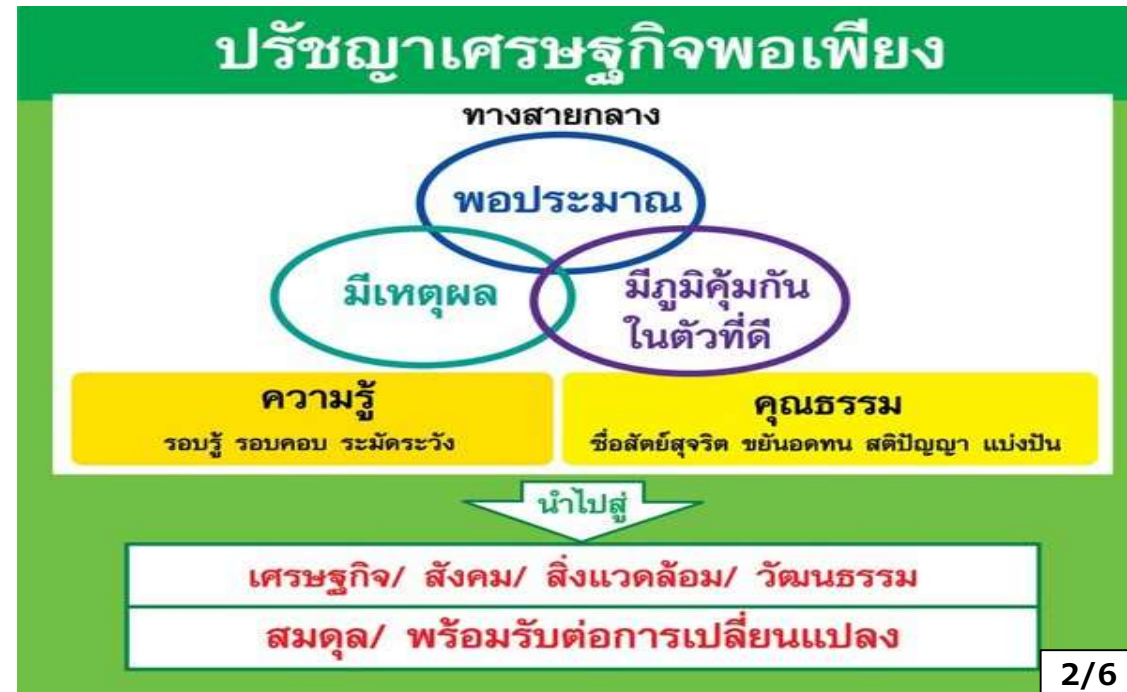 ปรัชญาเศรษฐกิจพอเพียง
ทางสายกลาง
พอประมาณ
มีเหตุผล
มีภูมิคุ้มกัน
ในตัวที่ดี
ความรู้
รอบรู้ รอบคอบ ระมัดระวัง
คุณธรรม
ซื่อสัตย์สุจริต ขยันอดทน สติปัญญา แบ่งปัน
นำไปสู่
เศรษฐกิจ/ สังคม/ สิ่งแวดล้อม/ วัฒนธรรม
สมดุล/ พร้อมรับต่อการเปลี่ยนแปลง
2/6